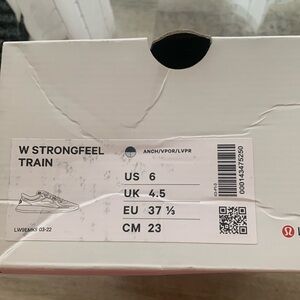 W STRONGFEEL
TRAIN
ANCH/VPOR/LVPR
US 6
UK 4.5
EU 37 ⅓
CM 23
LW9EMKS 03-22
000143475250